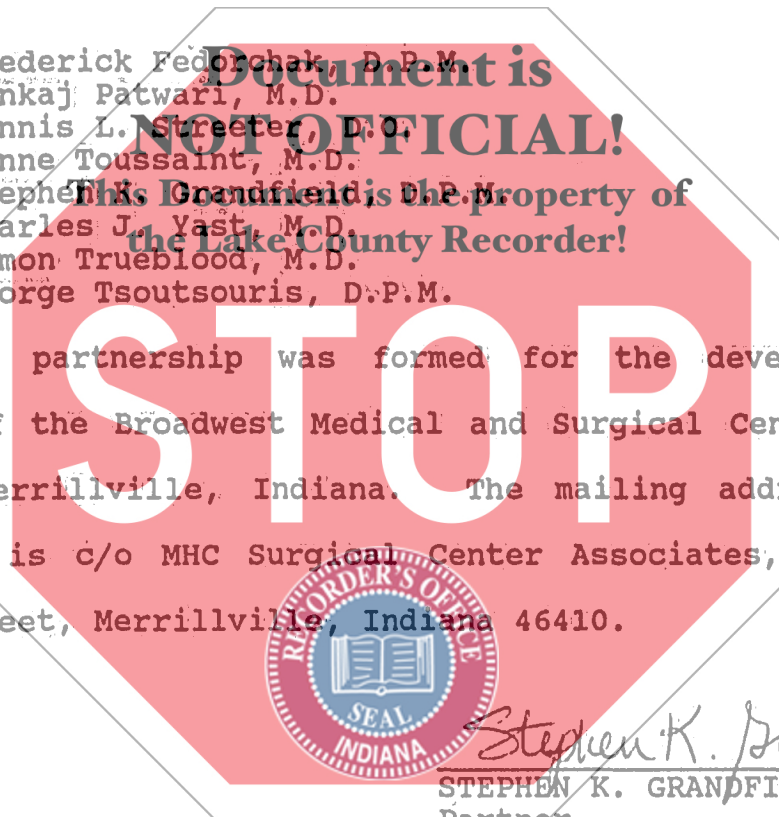 ederick Fedorchak, D.P.M.
nkaj Patwari, M.D.
nnis L. Streeter, D.O.
nne Toussaint, M.D.
ephen K. Grandfield, D.P.M.
arles J. Yast, M.D.
mon Trueblood, M.D.
orge Tsoutsouris, D.P.M.
Document is
NOT OFFICIAL!
This Document is the property of
the Lake County Recorder!
STOP
partnership was formed for the deve
f the Broadwest Medical and Surgical Cen
errillville, Indiana. The mailing add
is c/o MHC Surgical Center Associates,
eet, Merrillville, Indiana 46410.
RECORDER'S OFFICE
SEAL
INDIANA
Stephen K. G
STEPHEN K. GRANDFI
Partner